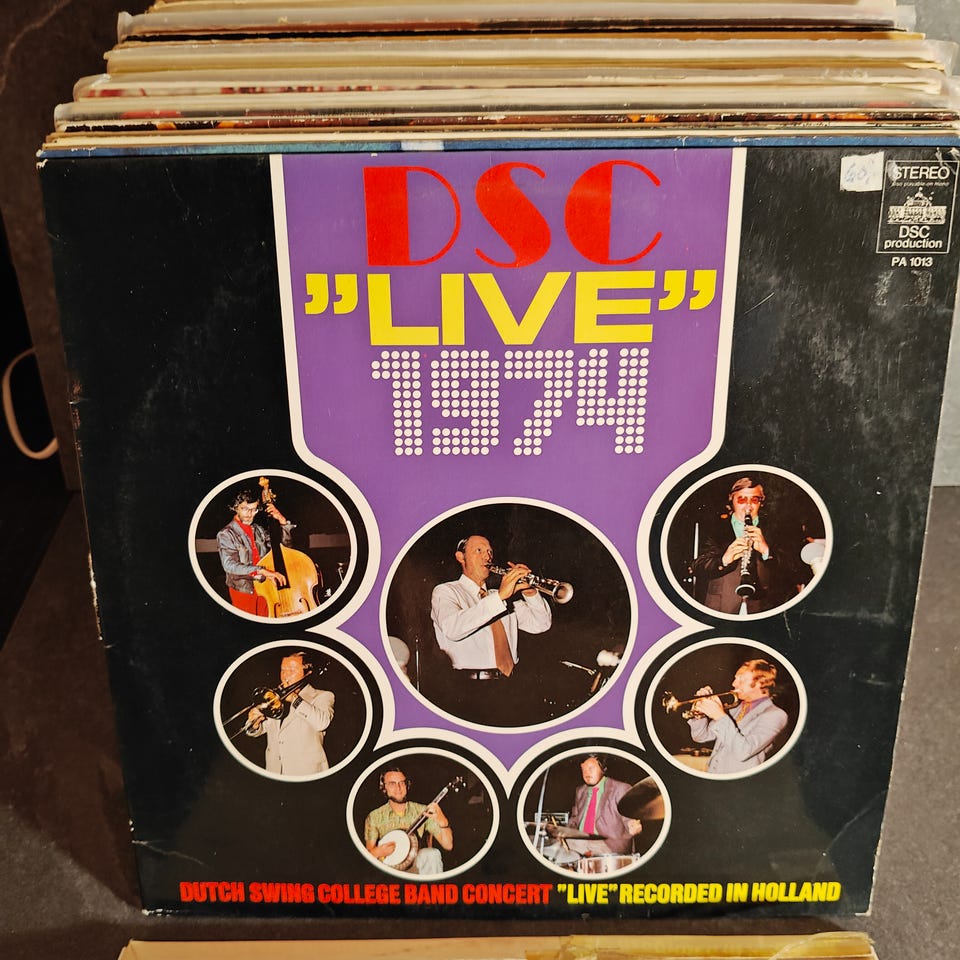 DSC
"LIVE"
1974
STEREO
also playable on mono
DSC
production
PA 1013
DUTCH SWING COLLEGE BAND CONCERT "LIVE" RECORDED IN HOLLAND